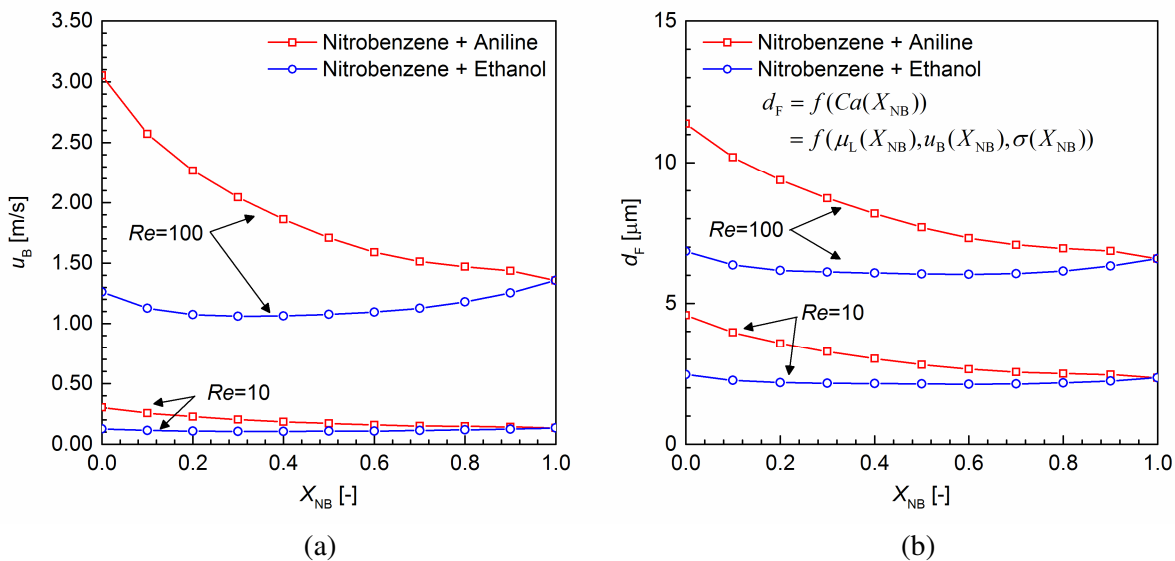 3.50
3.00
2.50
2.00
1.50
1.00
0.50
0.00
u_B [m/s]
Nitrobenzene + Aniline
Nitrobenzene + Ethanol
Re=100
Re=10
0.0 0.2 0.4 0.6 0.8 1.0
X_NB [-]
(a)
15
10
5
0
d_F [μm]
Nitrobenzene + Aniline
Nitrobenzene + Ethanol
d_F = f(Ca(X_NB))
= f(μ_L(X_NB),u_B(X_NB),σ(X_NB))
Re=100
Re=10
0.0 0.2 0.4 0.6 0.8 1.0
X_NB [-]
(b)